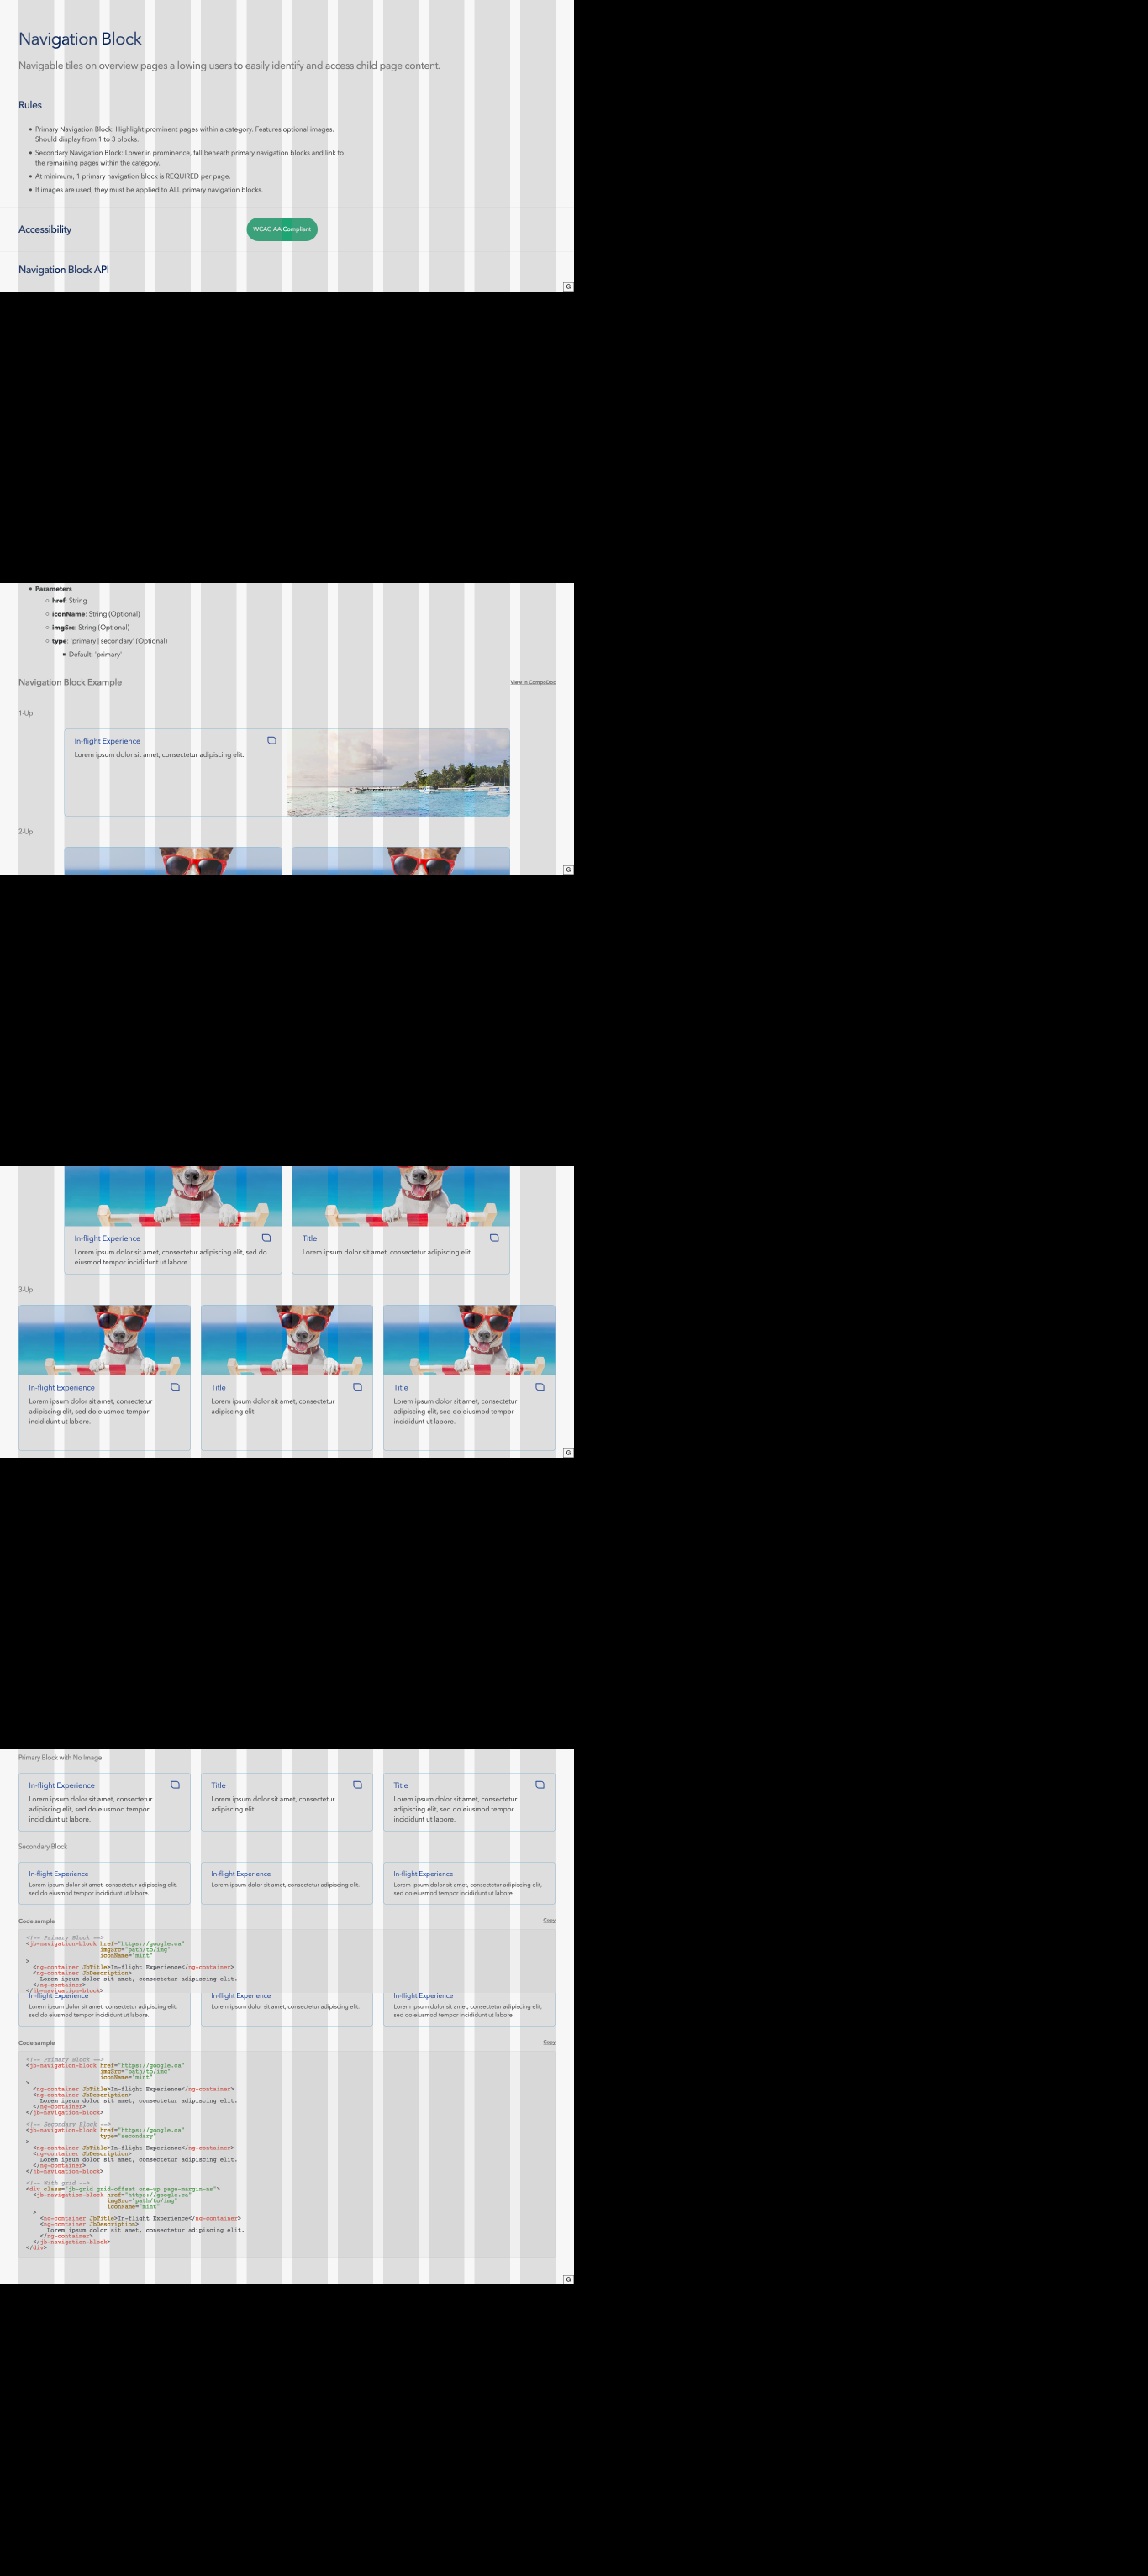 Navigation Block
Navigable tiles on overview pages allowing users to easily identify and access child page content.
Rules
Primary Navigation Block: Highlight prominent pages within a category. Features optional images.
Should display from 1 to 3 blocks.
Secondary Navigation Block: Lower in prominence, fall beneath primary navigation blocks and link to
the remaining pages within the category.
At minimum, 1 primary navigation block is REQUIRED per page.
If images are used, they must be applied to ALL primary navigation blocks.
Accessibility
WCAG AA Compliant
Navigation Block API
G
Parameters
href: String
iconName: String (Optional)
imgSrc: String (Optional)
type: 'primary | secondary' (Optional)
Default: 'primary'
Navigation Block Example
View in CompoDoc
1-Up
In-flight Experience
Lorem ipsum dolor sit amet, consectetur adipiscing elit.
2-Up
G
In-flight Experience
Lorem ipsum dolor sit amet, consectetur adipiscing elit, sed do
eiusmod tempor incididunt ut labore.
Title
Lorem ipsum dolor sit amet, consectetur adipiscing elit.
3-Up
In-flight Experience
Lorem ipsum dolor sit amet, consectetur
adipiscing elit, sed do eiusmod tempor
incididunt ut labore.
Title
Lorem ipsum dolor sit amet, consectetur
adipiscing elit.
Title
Lorem ipsum dolor sit amet, consectetur
adipiscing elit, sed do eiusmod tempor
incididunt ut labore.
G
Primary Block with No Image
In-flight Experience
Lorem ipsum dolor sit amet, consectetur
adipiscing elit, sed do eiusmod tempor
incididunt ut labore.
Title
Lorem ipsum dolor sit amet, consectetur
adipiscing elit.
Title
Lorem ipsum dolor sit amet, consectetur
adipiscing elit, sed do eiusmod tempor
incididunt ut labore.
Secondary Block
In-flight Experience
Lorem ipsum dolor sit amet, consectetur adipiscing elit,
sed do eiusmod tempor incididunt ut labore.
In-flight Experience
Lorem ipsum dolor sit amet, consectetur adipiscing elit.
In-flight Experience
Lorem ipsum dolor sit amet, consectetur adipiscing elit,
sed do eiusmod tempor incididunt ut labore.
Code sample
Copy
<!-- Primary Block -->
<jb-navigation-block href="https://google.ca"
imgSrc="path/to/img"
iconName="mint"
>
<ng-container JbTitle>In-flight Experience</ng-container>
<ng-container JbDescription>
Lorem ipsum dolor sit amet, consectetur adipiscing elit.
</ng-container>
</jb-navigation-block>
In-flight Experience
Lorem ipsum dolor sit amet, consectetur adipiscing elit,
sed do eiusmod tempor incididunt ut labore.
In-flight Experience
Lorem ipsum dolor sit amet, consectetur adipiscing elit.
In-flight Experience
Lorem ipsum dolor sit amet, consectetur adipiscing elit,
sed do eiusmod tempor incididunt ut labore.
Code sample
Copy
<!-- Primary Block -->
<jb-navigation-block href="https://google.ca"
imgSrc="path/to/img"
iconName="mint"
>
<ng-container JbTitle>In-flight Experience</ng-container>
<ng-container JbDescription>
Lorem ipsum dolor sit amet, consectetur adipiscing elit.
</ng-container>
</jb-navigation-block>
<!-- Secondary Block -->
<jb-navigation-block href="https://google.ca"
type="secondary"
>
<ng-container JbTitle>In-flight Experience</ng-container>
<ng-container JbDescription>
Lorem ipsum dolor sit amet, consectetur adipiscing elit.
</ng-container>
</jb-navigation-block>
<!-- With grid -->
<div class="jb-grid grid-offset one-up page-margin-ns">
<jb-navigation-block href="https://google.ca"
imgSrc="path/to/img"
iconName="mint"
>
<ng-container JbTitle>In-flight Experience</ng-container>
<ng-container JbDescription>
Lorem ipsum dolor sit amet, consectetur adipiscing elit.
</ng-container>
</jb-navigation-block>
</div>
G